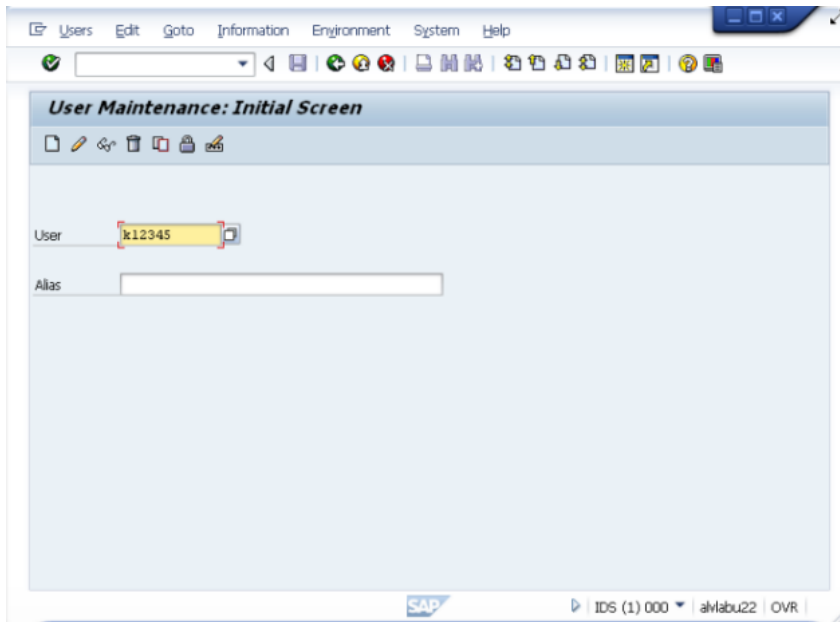 Users Edit Goto Information Environment System Help
User Maintenance: Initial Screen
User k12345
Alias
SAP IDS (1) 000 alvlabu22 OVR